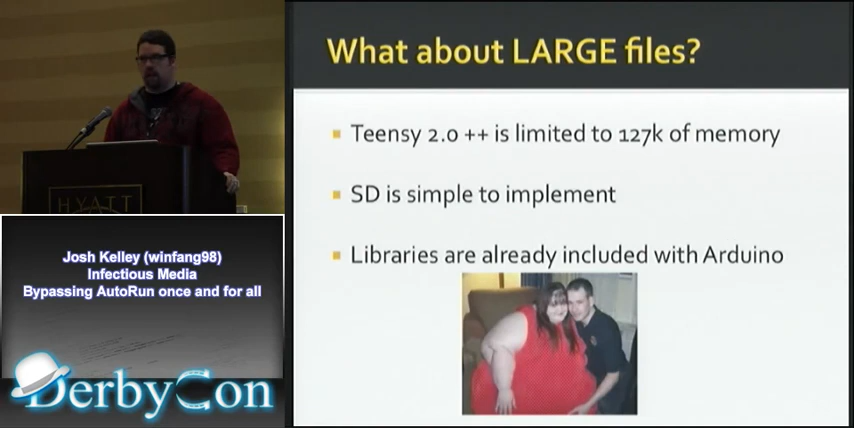 What about LARGE files?
Teensy 2.0 ++ is limited to 127k of memory
SD is simple to implement
Libraries are already included with Arduino
HYATT
Josh Kelley (winfang98)
Infectious Media
Bypassing AutoRun once and for all
DerbyCon